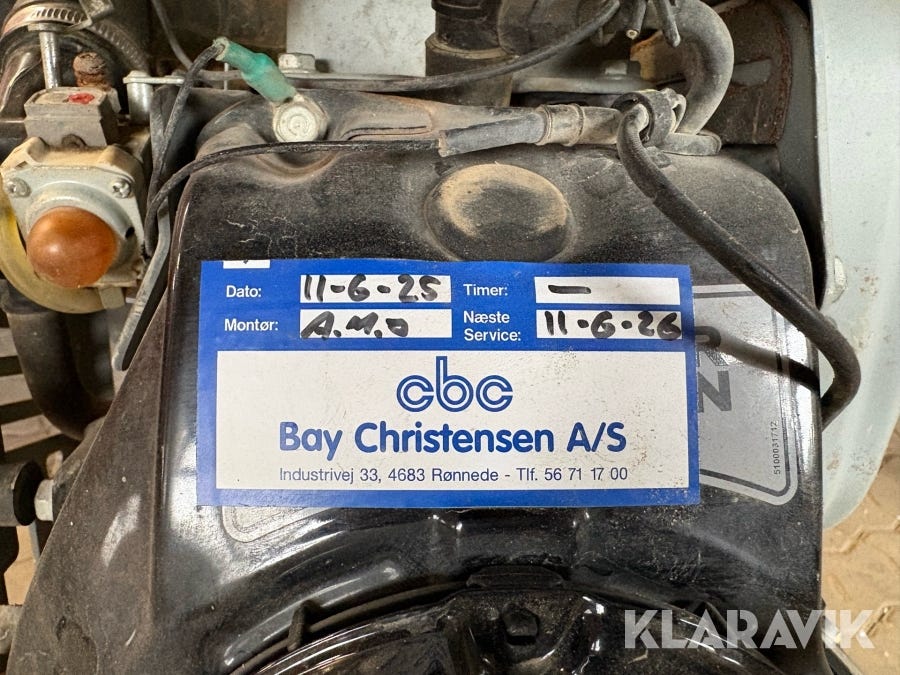 Dato: 11-6-25 Timer: —
Montør: A.M.D Næste Service: 11-6-26
cbc
Bay Christensen A/S
Industrivej 33, 4683 Rønnede - Tlf. 56 71 17 00
R
N
5100031712
KLARAVIK